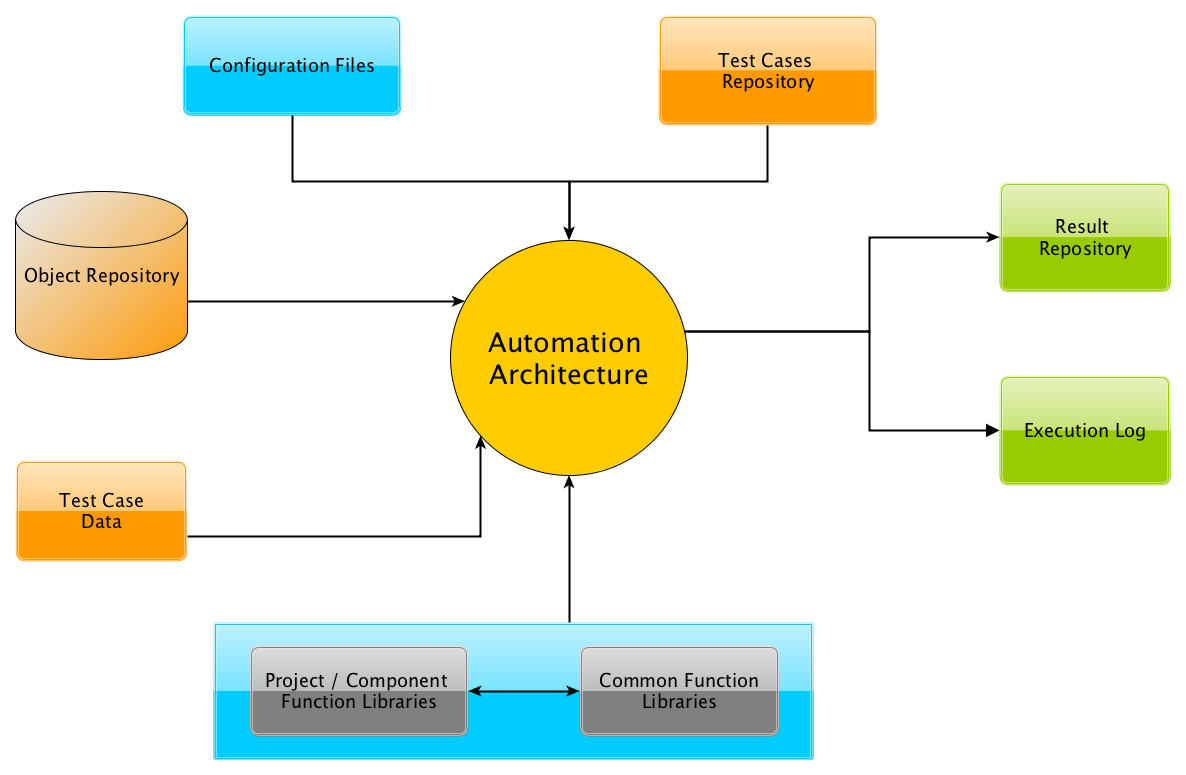 Configuration Files
Test Cases
Repository
Object Repository
Result
Repository
Automation
Architecture
Execution Log
Test Case
Data
Project / Component
Function Libraries
Common Function
Libraries